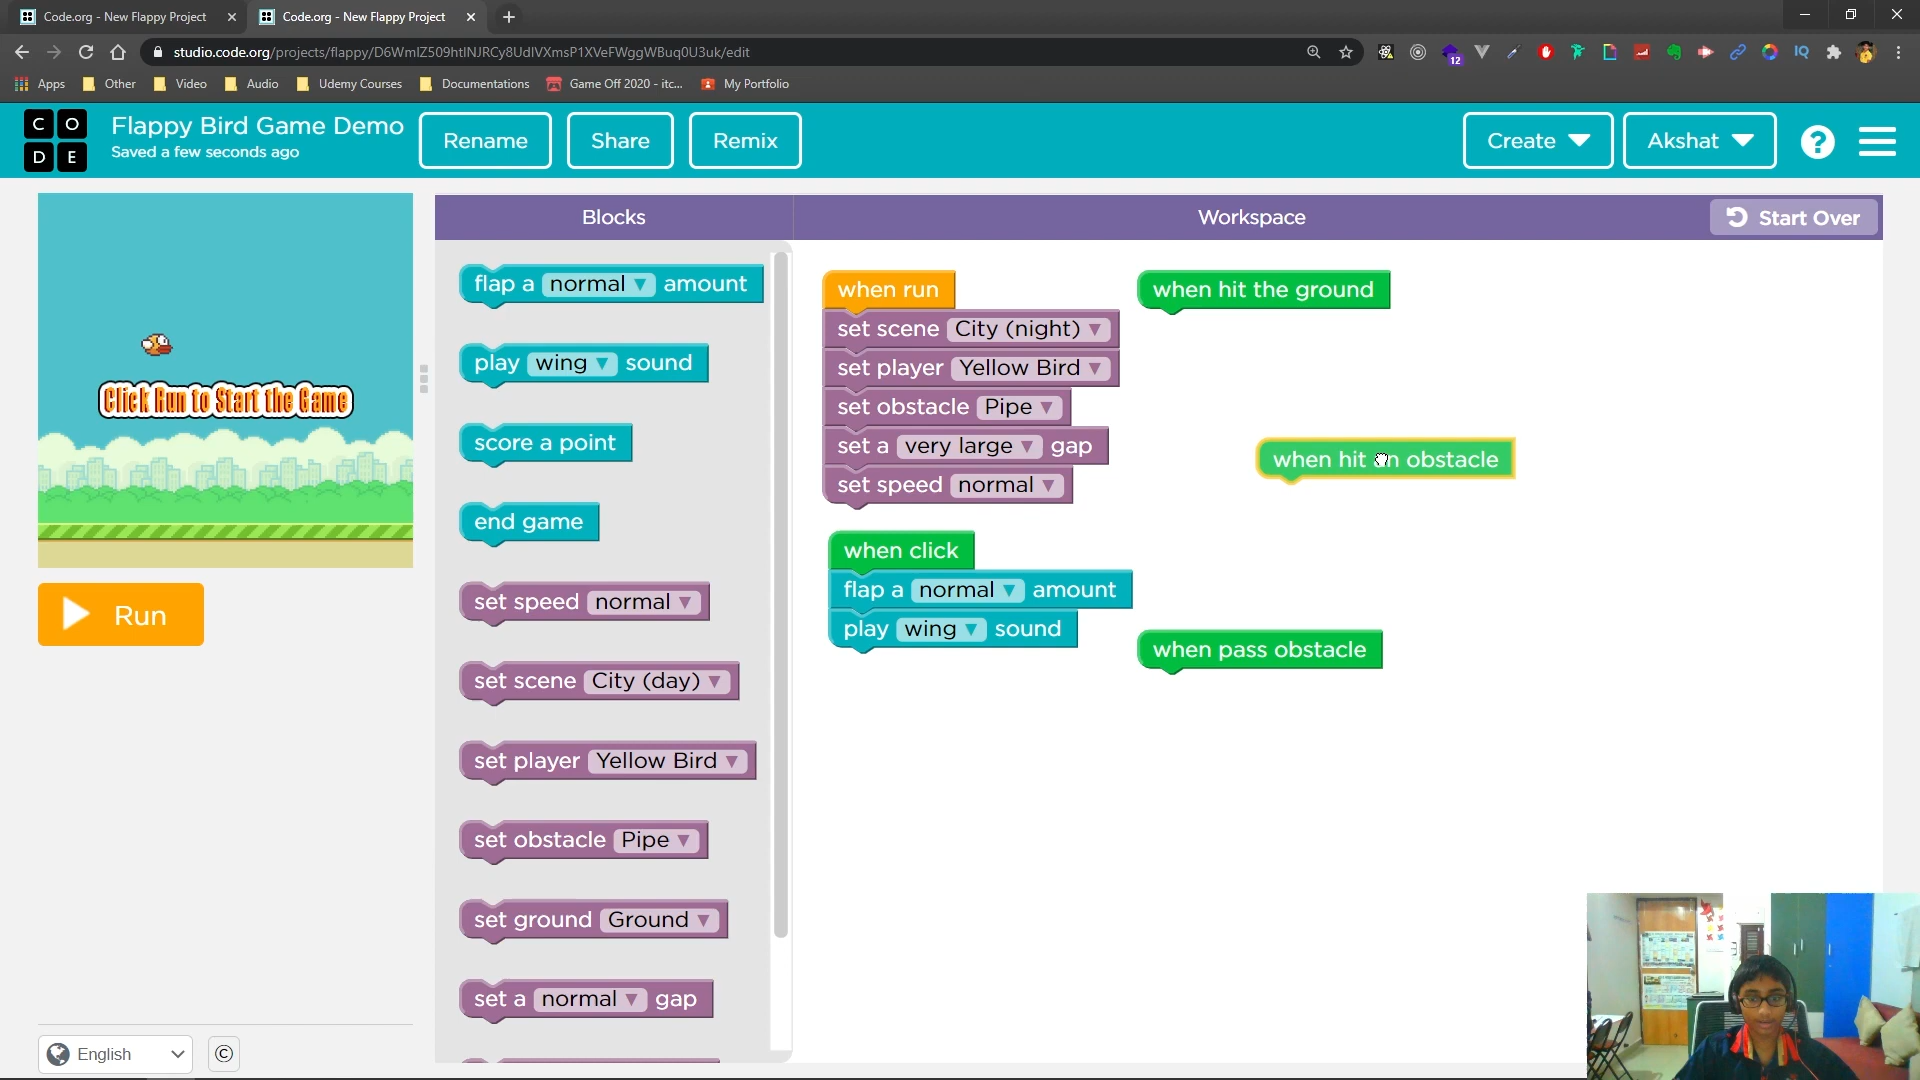 Code.org - New Flappy Project
Code.org - New Flappy Project
studio.code.org/projects/flappy/D6WmIZ509htINJRCy8UdIVXmsP1XVeFWggWBuq0U3uk/edit
12
IQ
Apps
Other
Video
Audio
Udemy Courses
Documentations
Game Off 2020 - itc...
My Portfolio
C O
D E
Flappy Bird Game Demo
Saved a few seconds ago
Rename
Share
Remix
Create
Akshat
?
Click Run to Start the Game
Run
English
©
Blocks
flap a normal amount
play wing sound
score a point
end game
set speed normal
set scene City (day)
set player Yellow Bird
set obstacle Pipe
set ground Ground
set a normal gap
Workspace
Start Over
when run
set scene City (night)
set player Yellow Bird
set obstacle Pipe
set a very large gap
set speed normal
when click
flap a normal amount
play wing sound
when hit the ground
when hit an obstacle
when pass obstacle